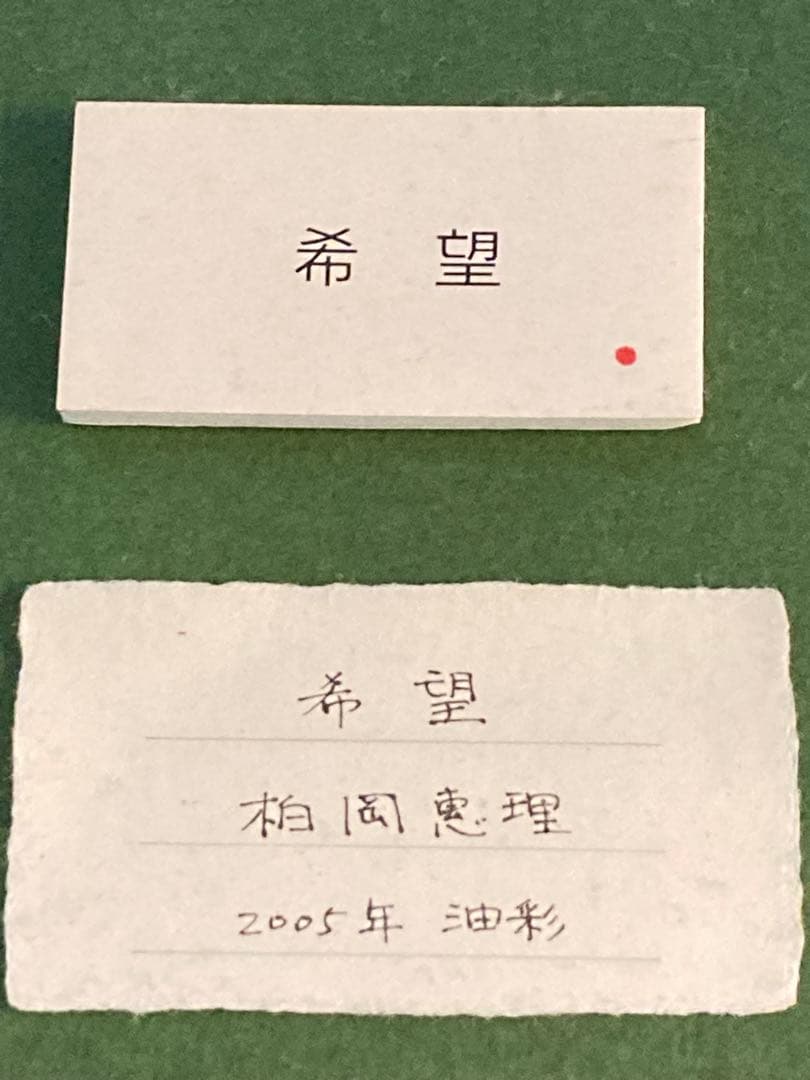 希 望
希 望
柏岡恵理
2005年 油彩